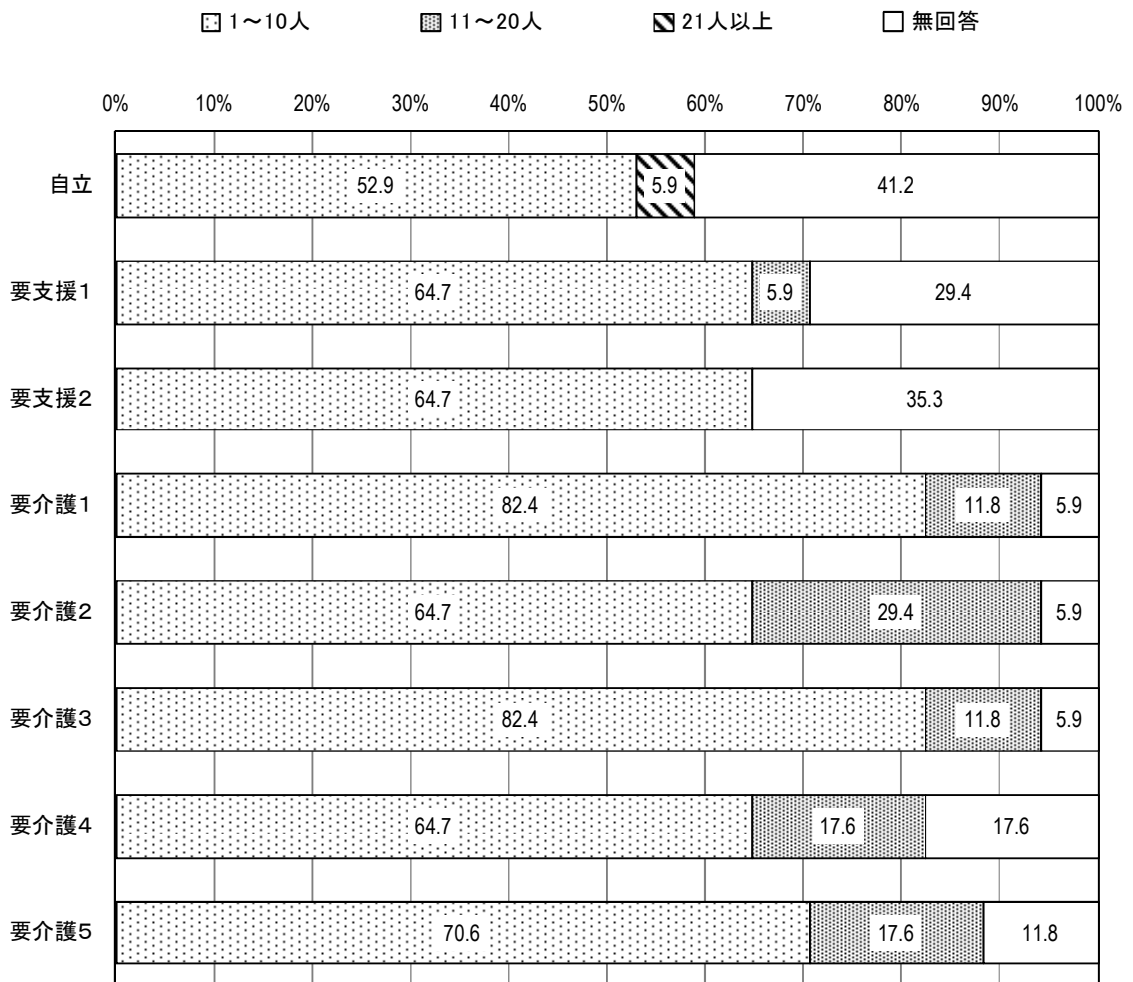 1～10人 11～20人 21人以上 無回答
0% 10% 20% 30% 40% 50% 60% 70% 80% 90% 100%
自立 52.9 5.9 41.2
要支援1 64.7 5.9 29.4
要支援2 64.7 35.3
要介護1 82.4 11.8 5.9
要介護2 64.7 29.4 5.9
要介護3 82.4 11.8 5.9
要介護4 64.7 17.6 17.6
要介護5 70.6 17.6 11.8